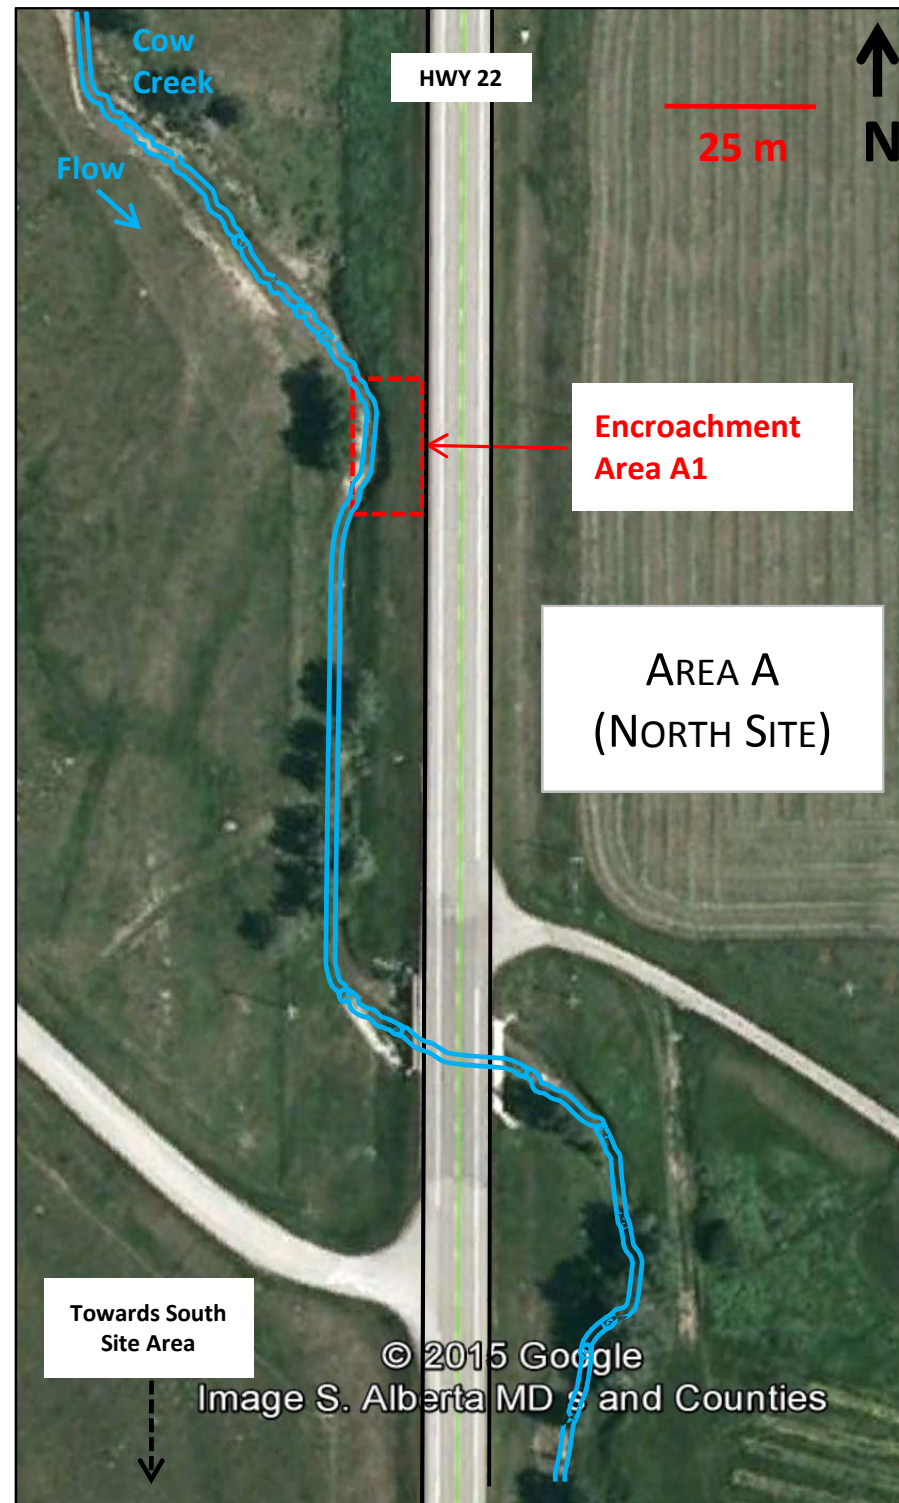 Cow
Creek
HWY 22
25 m
N
Flow
Encroachment
Area A1
AREA A
(NORTH SITE)
Towards South
Site Area
© 2015 Google
Image S. Alberta MD s and Counties